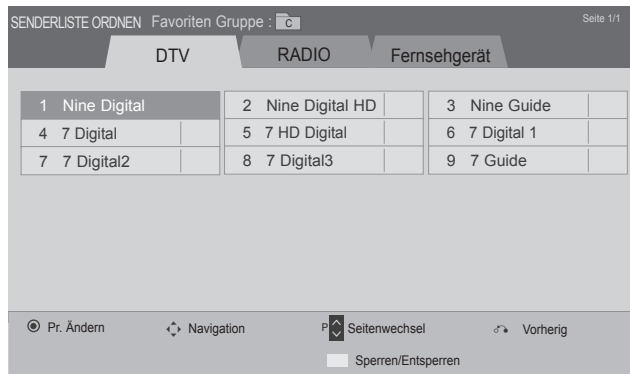 SENDERLISTE ORDNEN Favoriten Gruppe : C Seite 1/1
DTV RADIO Fernsehgerät
1 Nine Digital 2 Nine Digital HD 3 Nine Guide
4 7 Digital 5 7 HD Digital 6 7 Digital 1
7 7 Digital2 8 7 Digital3 9 7 Guide
Pr. Ändern Navigation P Seitenwechsel Vorherig
Sperren/Entsperren